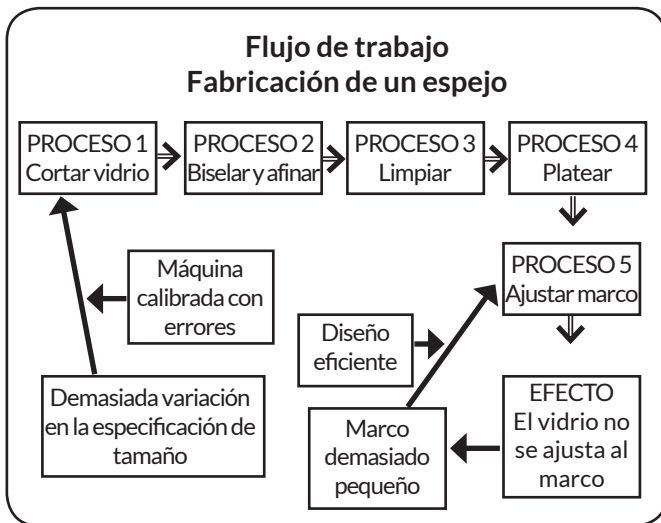 Flujo de trabajo
Fabricación de un espejo
PROCESO 1
Cortar vidrio
PROCESO 2
Biselar y afinar
PROCESO 3
Limpiar
PROCESO 4
Platear
Máquina
calibrada con
errores
PROCESO 5
Ajustar marco
Diseño
eficiente
Demasiada variación
en la especificación de
tamaño
Marco
demasiado
pequeño
EFECTO
El vidrio no
se ajusta al
marco